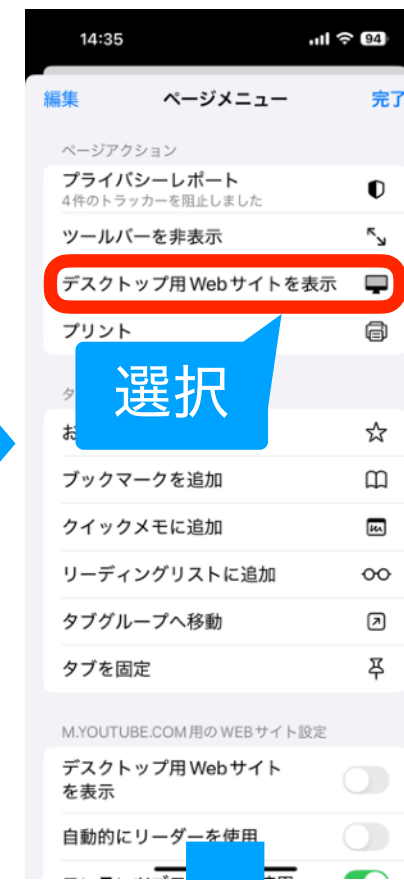 14:35
94
編集
ページメニュー
完了
ページアクション
プライバシーレポート
4件のトラッカーを阻止しました
ツールバーを非表示
デスクトップ用Webサイトを表示
プリント
選択
タ
お
ブックマークを追加
クイックメモに追加
リーディングリストに追加
タブグループへ移動
タブを固定
M.YOUTUBE.COM用のWEBサイト設定
デスクトップ用Webサイト
を表示
自動的にリーダーを使用